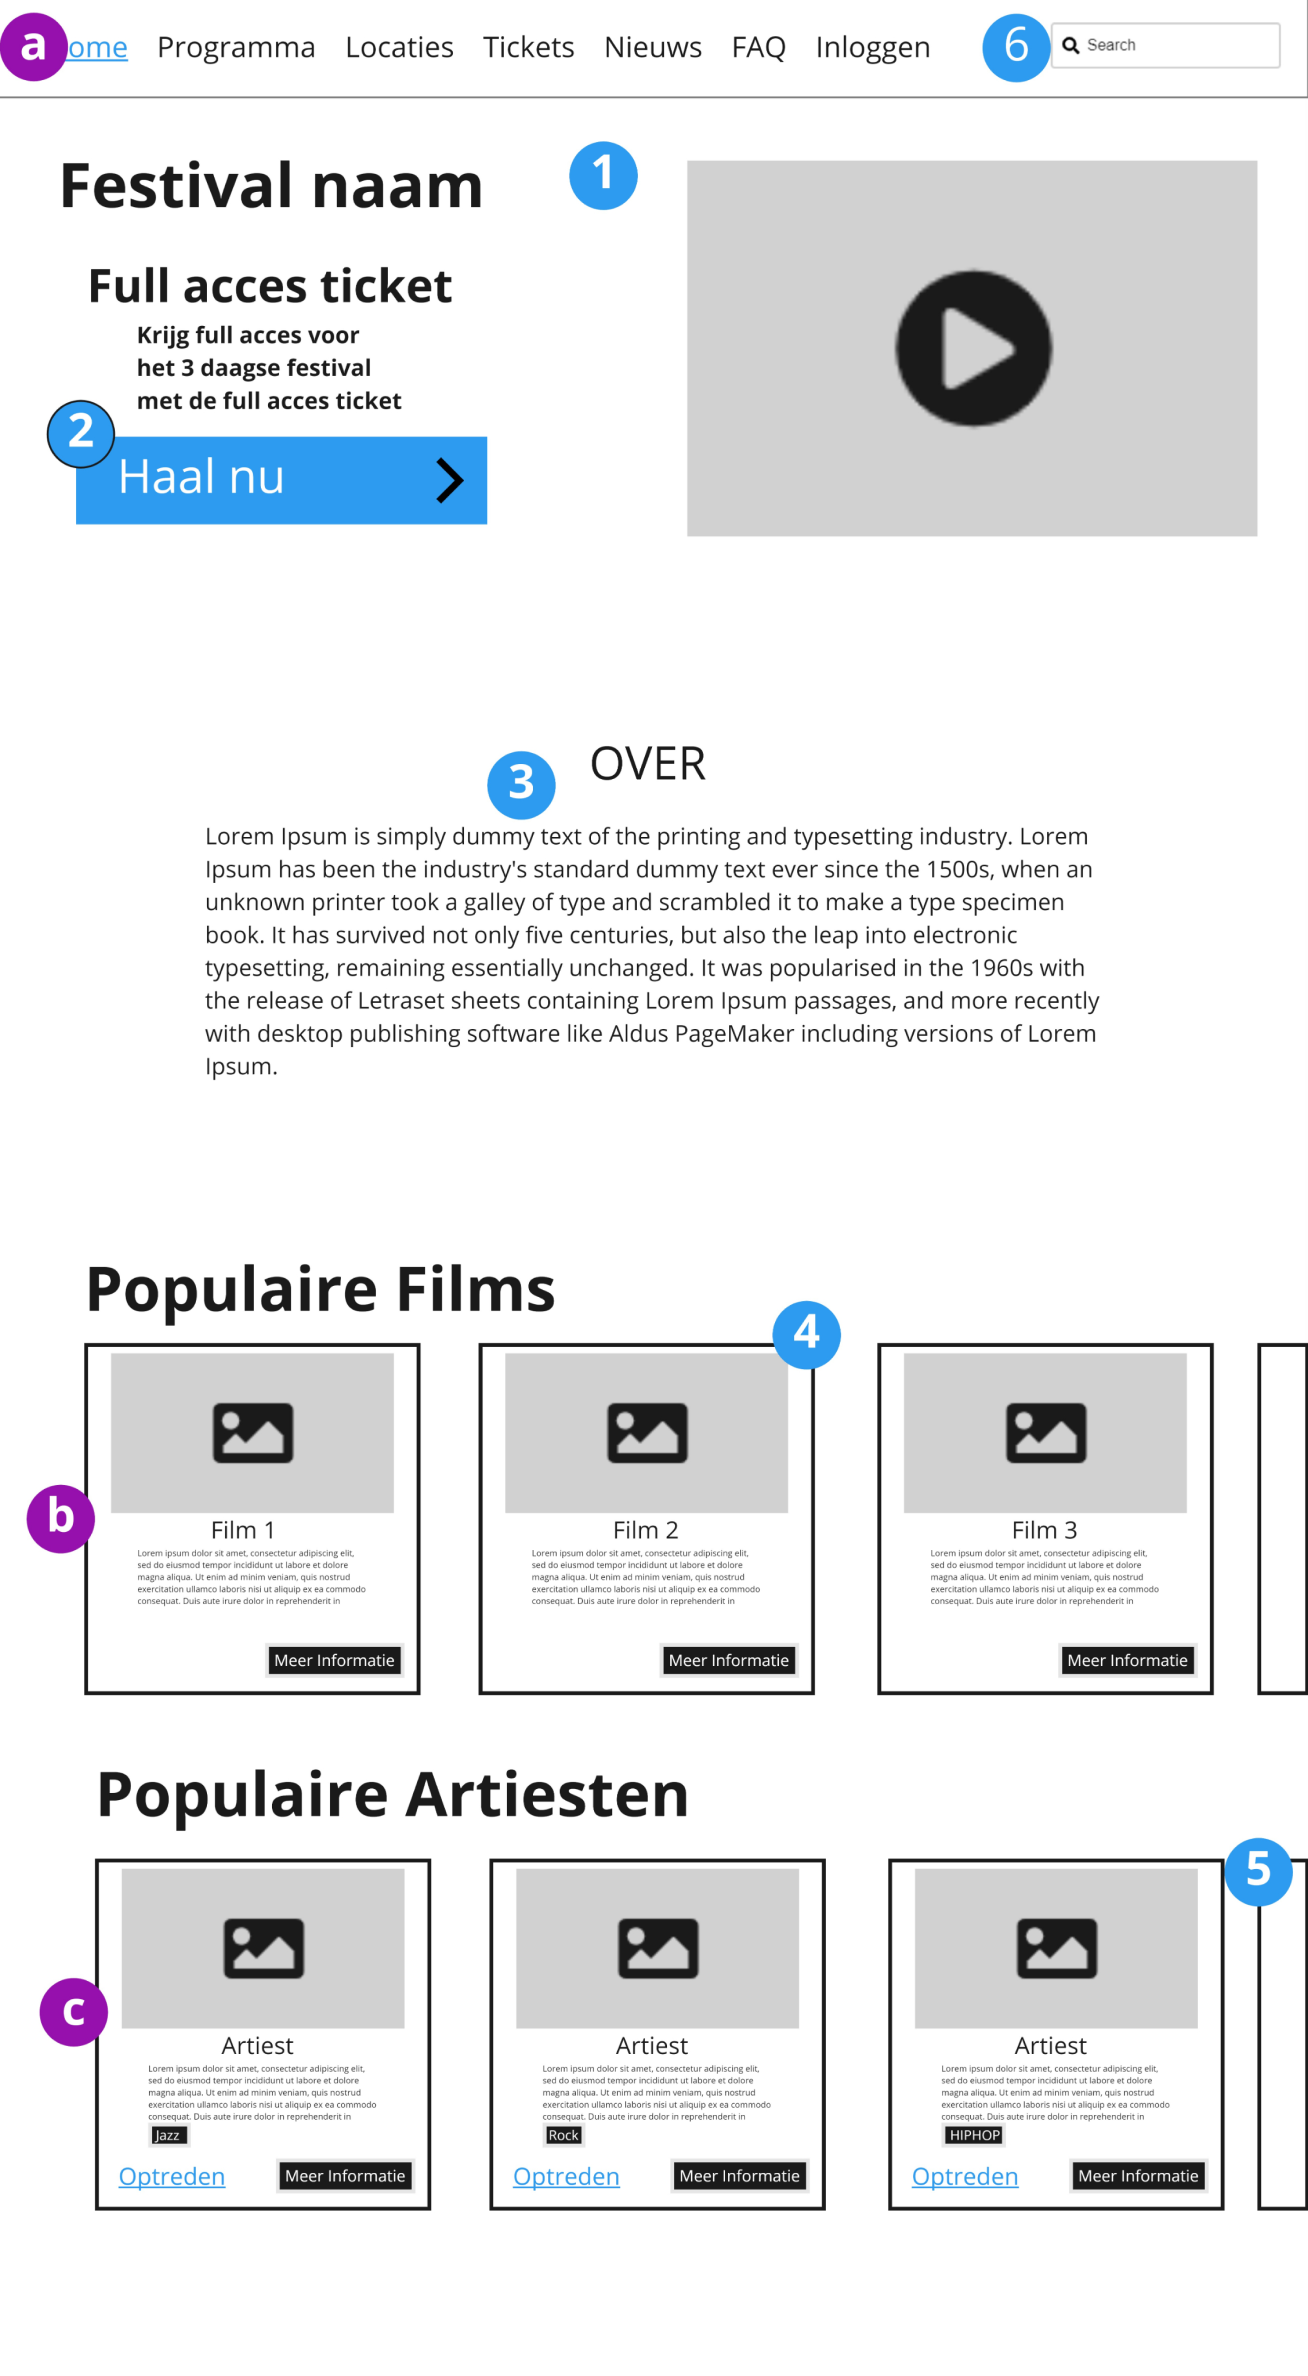 a ome Programma Locaties Tickets Nieuws FAQ Inloggen 6 Search
Festival naam
1
Full acces ticket
Krijg full acces voor
het 3 daagse festival
met de full acces ticket
2
Haal nu
OVER
3
Lorem Ipsum is simply dummy text of the printing and typesetting industry. Lorem
Ipsum has been the industry's standard dummy text ever since the 1500s, when an
unknown printer took a galley of type and scrambled it to make a type specimen
book. It has survived not only five centuries, but also the leap into electronic
typesetting, remaining essentially unchanged. It was popularised in the 1960s with
the release of Letraset sheets containing Lorem Ipsum passages, and more recently
with desktop publishing software like Aldus PageMaker including versions of Lorem
Ipsum.
Populaire Films
4
b
Film 1
Lorem ipsum dolor sit amet, consectetur adipiscing elit,
sed do eiusmod tempor incididunt ut labore et dolore
magna aliqua. Ut enim ad minim veniam, quis nostrud
exercitation ullamco laboris nisi ut aliquip ex ea commodo
consequat. Duis aute irure dolor in reprehenderit in
Meer Informatie
Film 2
Lorem ipsum dolor sit amet, consectetur adipiscing elit,
sed do eiusmod tempor incididunt ut labore et dolore
magna aliqua. Ut enim ad minim veniam, quis nostrud
exercitation ullamco laboris nisi ut aliquip ex ea commodo
consequat. Duis aute irure dolor in reprehenderit in
Meer Informatie
Film 3
Lorem ipsum dolor sit amet, consectetur adipiscing elit,
sed do eiusmod tempor incididunt ut labore et dolore
magna aliqua. Ut enim ad minim veniam, quis nostrud
exercitation ullamco laboris nisi ut aliquip ex ea commodo
consequat. Duis aute irure dolor in reprehenderit in
Meer Informatie
Populaire Artiesten
5
c
Artiest
Lorem ipsum dolor sit amet, consectetur adipiscing elit,
sed do eiusmod tempor incididunt ut labore et dolore
magna aliqua. Ut enim ad minim veniam, quis nostrud
exercitation ullamco laboris nisi ut aliquip ex ea commodo
consequat. Duis aute irure dolor in reprehenderit in
Jazz
Optreden Meer Informatie
Artiest
Lorem ipsum dolor sit amet, consectetur adipiscing elit,
sed do eiusmod tempor incididunt ut labore et dolore
magna aliqua. Ut enim ad minim veniam, quis nostrud
exercitation ullamco laboris nisi ut aliquip ex ea commodo
consequat. Duis aute irure dolor in reprehenderit in
Rock
Optreden Meer Informatie
Artiest
Lorem ipsum dolor sit amet, consectetur adipiscing elit,
sed do eiusmod tempor incididunt ut labore et dolore
magna aliqua. Ut enim ad minim veniam, quis nostrud
exercitation ullamco laboris nisi ut aliquip ex ea commodo
consequat. Duis aute irure dolor in reprehenderit in
HIPHOP
Optreden Meer Informatie